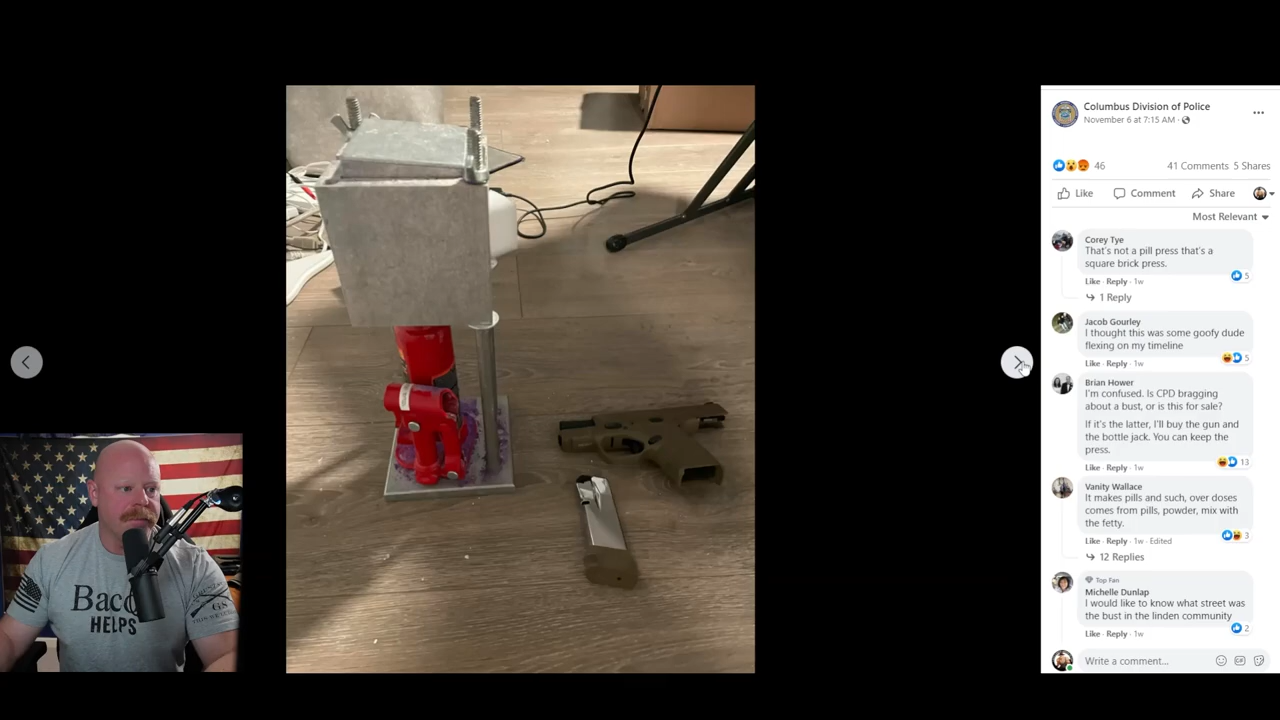 Columbus Division of Police
November 6 at 7:15 AM ·
46
41 Comments 5 Shares
Like Comment Share
Most Relevant
Corey Tye
That's not a pill press that's a
square brick press.
5
Like · Reply · 1w
1 Reply
Jacob Gourley
I thought this was some goofy dude
flexing on my timeline
5
Like · Reply · 1w
Brian Hower
I'm confused. Is CPD bragging
about a bust, or is this for sale?
If it's the latter, I'll buy the gun and
the bottle jack. You can keep the
press.
13
Like · Reply · 1w
Vanity Wallace
It makes pills and such, over doses
comes from pills, powder, mix with
the fetty.
3
Like · Reply · 1w · Edited
12 Replies
Top Fan
Michelle Dunlap
I would like to know what street was
the bust in the linden community
2
Like · Reply · 1w
Write a comment...
GIF
HELPS